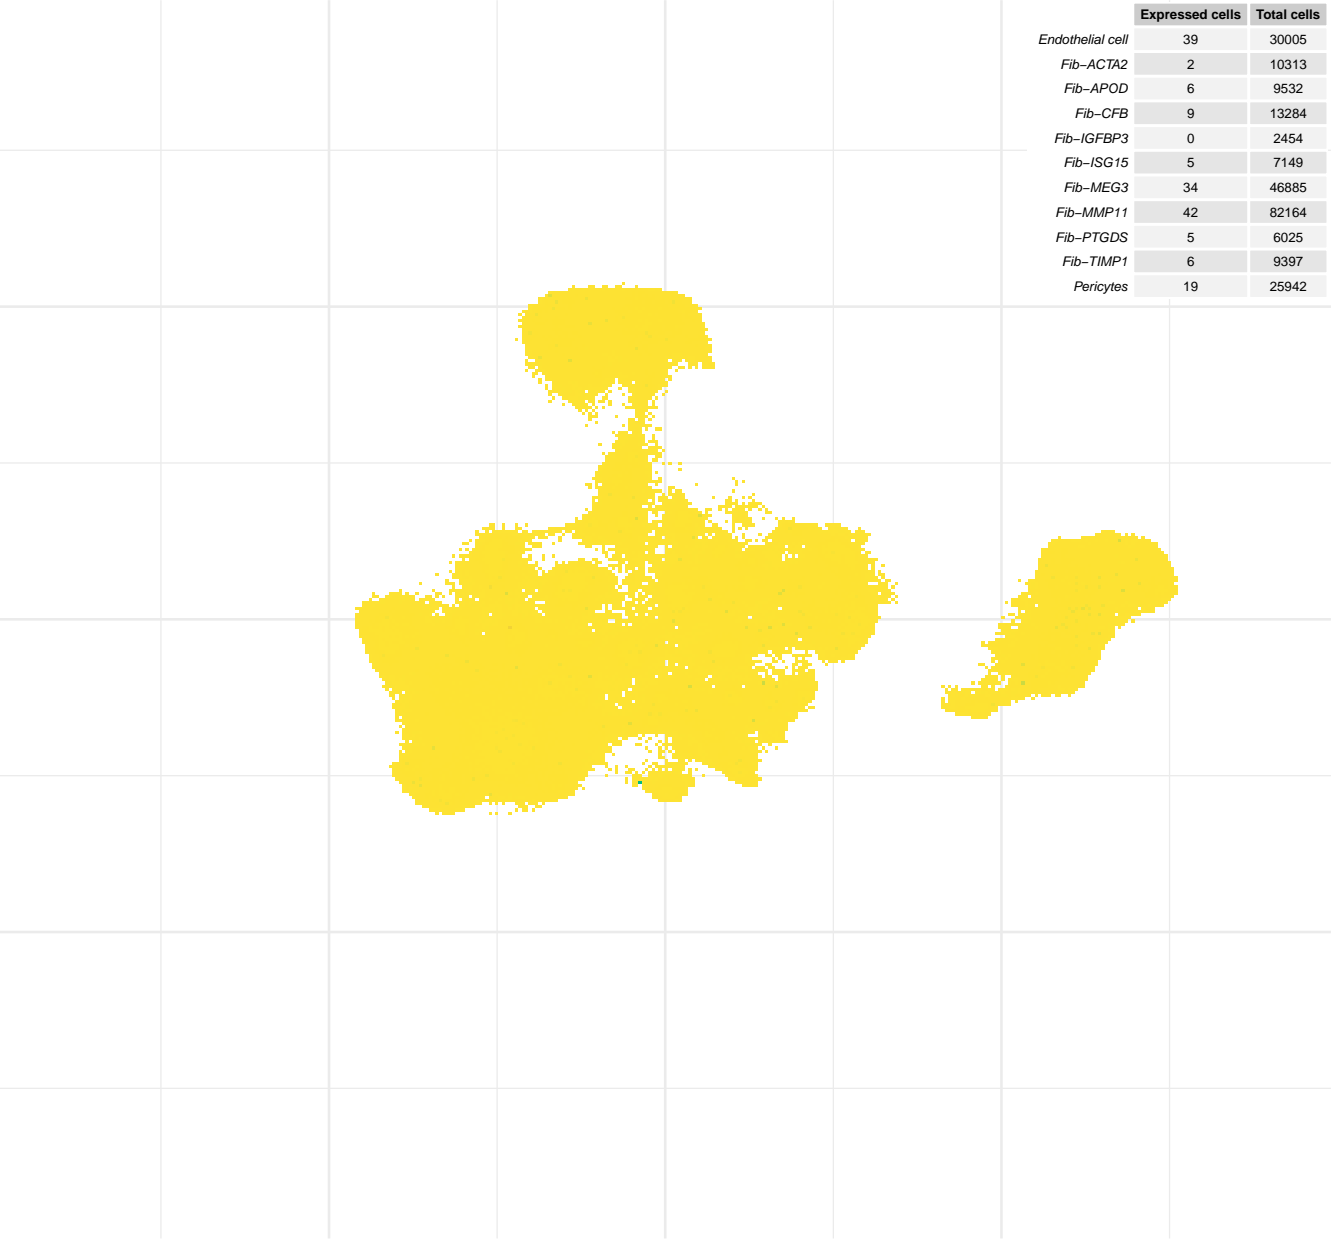 Expressed cells Total cells
Endothelial cell 39 30005
Fib−ACTA2 2 10313
Fib−APOD 6 9532
Fib−CFB 9 13284
Fib−IGFBP3 0 2454
Fib−ISG15 5 7149
Fib−MEG3 34 46885
Fib−MMP11 42 82164
Fib−PTGDS 5 6025
Fib−TIMP1 6 9397
Pericytes 19 25942